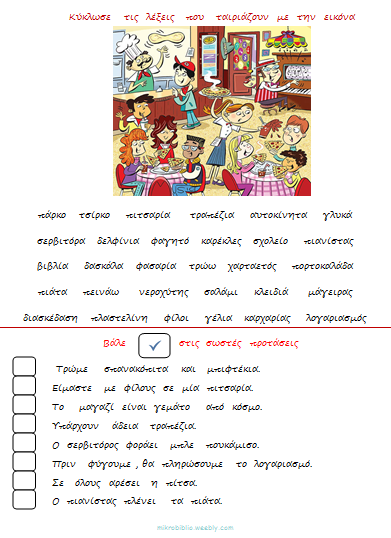 Κύκλωσε τις λέξεις που ταιριάζουν με την εικόνα
πάρκο τσίρκο πιτσαρία τραπέζια αυτοκίνητα γλυκά
σερβιτόρα δελφίνια φαγητό καρέκλες σχολείο πιανίστας
βιβλία δασκάλα φασαρία τρώω χαρταετός πορτοκαλάδα
πιάτα πεινάω νεροχύτης σαλάμι κλειδιά μάγειρας
διασκέδαση πλαστελίνη φίλοι γέλια καρχαρίας λογαριασμός
Βάλε ✓ στις σωστές προτάσεις
Τρώμε σπανακόπιτα και μπιφτέκια.
Είμαστε με φίλους σε μία πιτσαρία.
Το μαγαζί είναι γεμάτο από κόσμο.
Υπάρχουν άδεια τραπέζια.
Ο σερβιτόρος φοράει μπλε πουκάμισο.
Πριν φύγουμε , θα πληρώσουμε το λογαριασμό.
Σε όλους αρέσει η πίτσα.
Ο πιανίστας πλένει τα πιάτα.
mikrobiblio.weebly.com